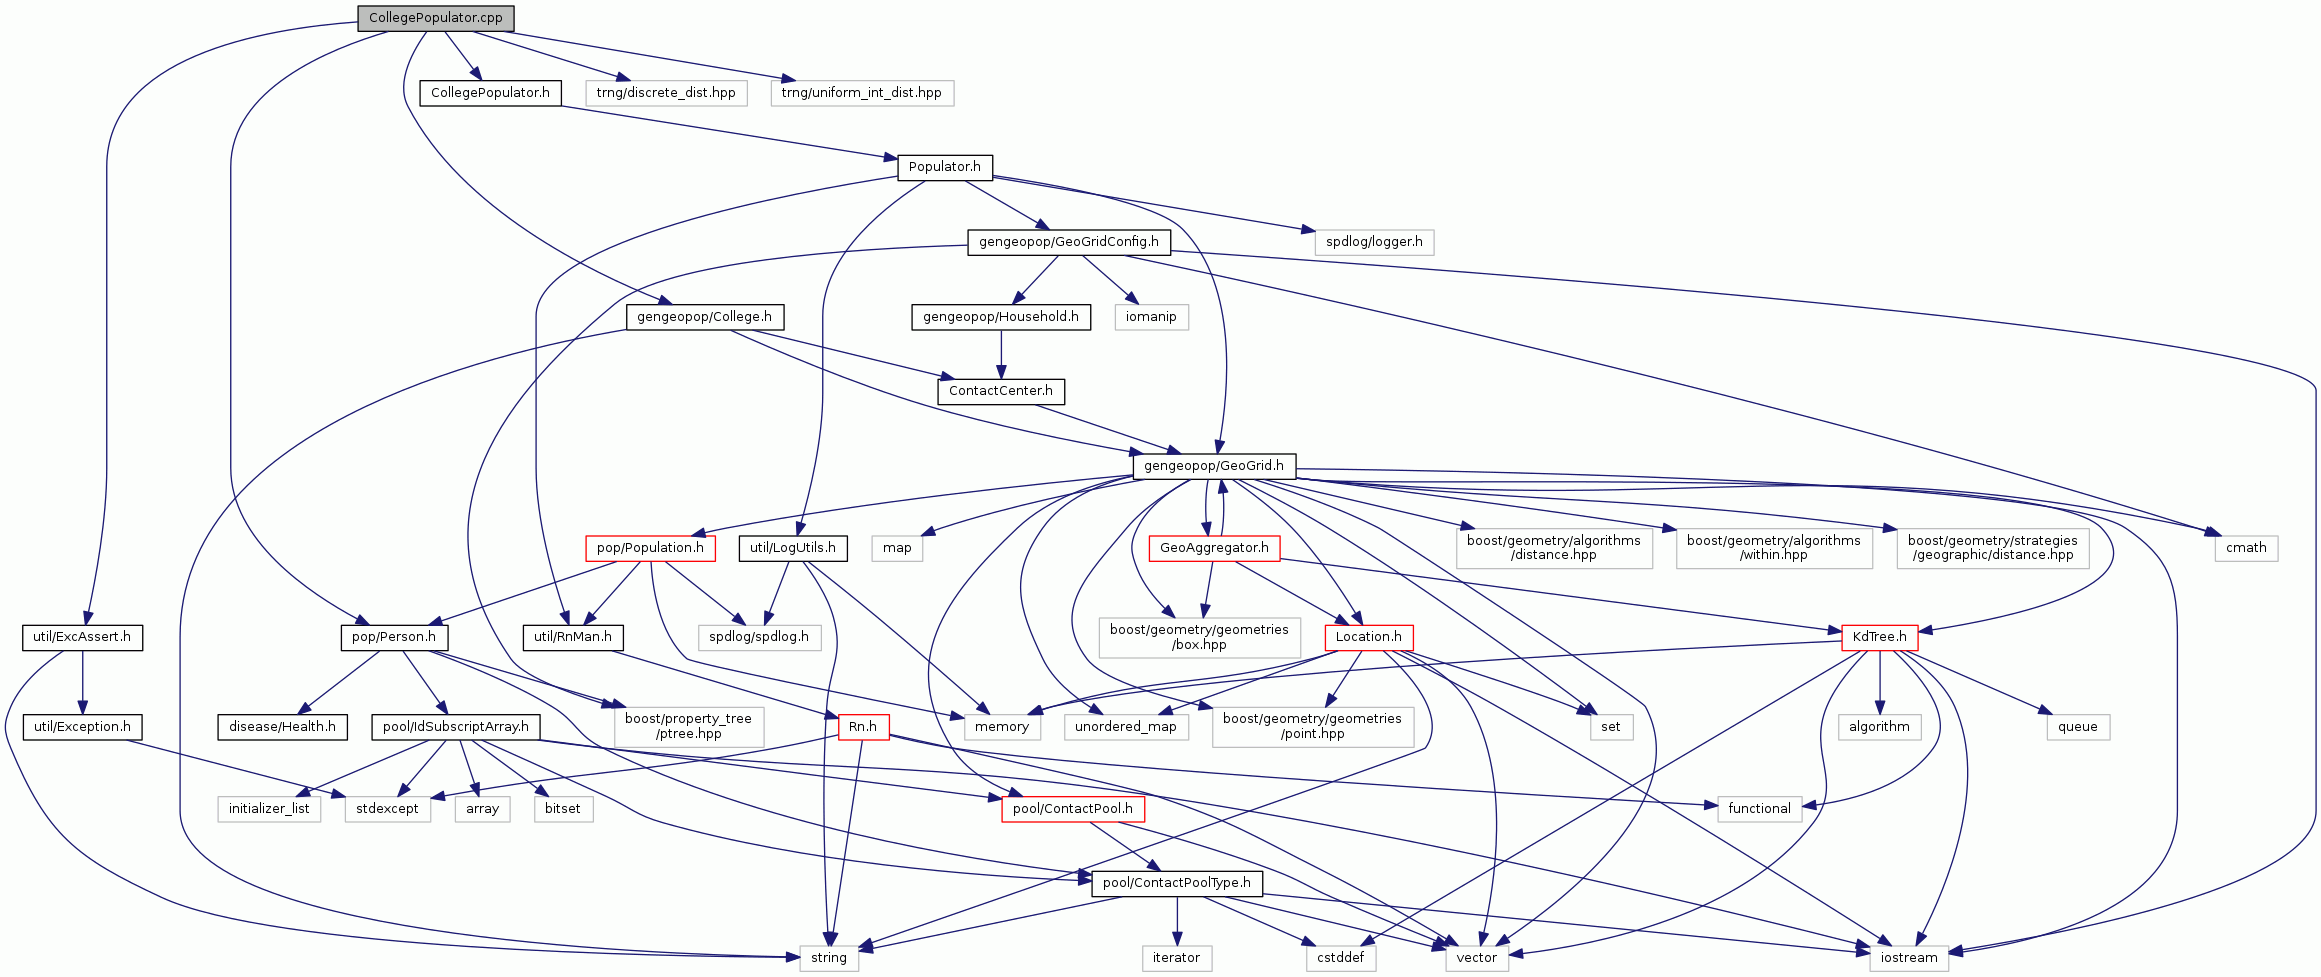 CollegePopulator.cpp
CollegePopulator.h
trng/discrete_dist.hpp
trng/uniform_int_dist.hpp
Populator.h
gengeopop/GeoGridConfig.h
spdlog/logger.h
gengeopop/College.h
gengeopop/Household.h
iomanip
ContactCenter.h
gengeopop/GeoGrid.h
pop/Population.h
util/LogUtils.h
map
GeoAggregator.h
boost/geometry/algorithms
/distance.hpp
boost/geometry/algorithms
/within.hpp
boost/geometry/strategies
/geographic/distance.hpp
cmath
util/ExcAssert.h
pop/Person.h
util/RnMan.h
spdlog/spdlog.h
boost/geometry/geometries
/box.hpp
Location.h
KdTree.h
util/Exception.h
disease/Health.h
pool/IdSubscriptArray.h
boost/property_tree
/ptree.hpp
Rn.h
memory
unordered_map
boost/geometry/geometries
/point.hpp
set
algorithm
queue
initializer_list
stdexcept
array
bitset
pool/ContactPool.h
functional
pool/ContactPoolType.h
string
iterator
cstddef
vector
iostream